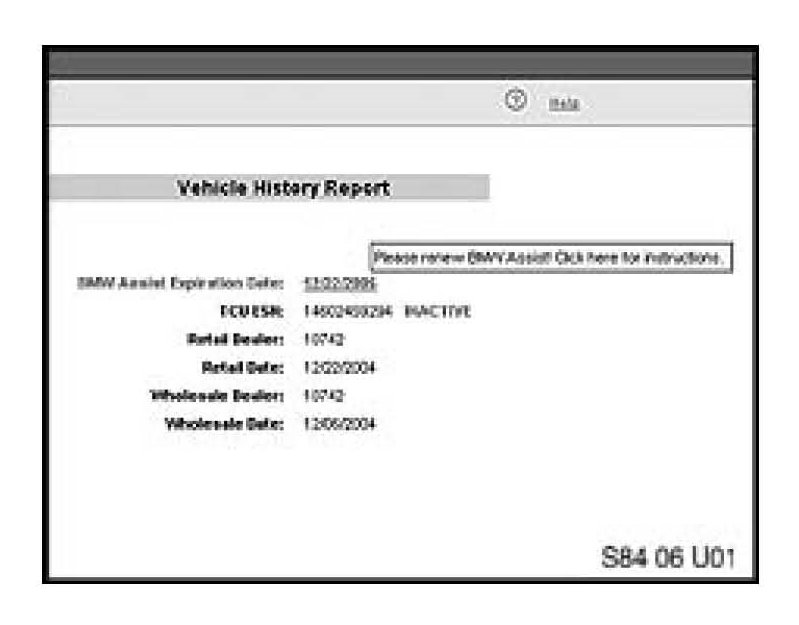 Help
Vehicle History Report
Please renew BMW Assist! Click here for instructions.
BMW Assist Expiration Date: 12/22/2005
TCU ESN: INACTIVE
Retail Dealer: 10742
Retail Date: 12/22/2004
Wholesale Dealer: 10742
Wholesale Date: 12/06/2004
S84 06 U01